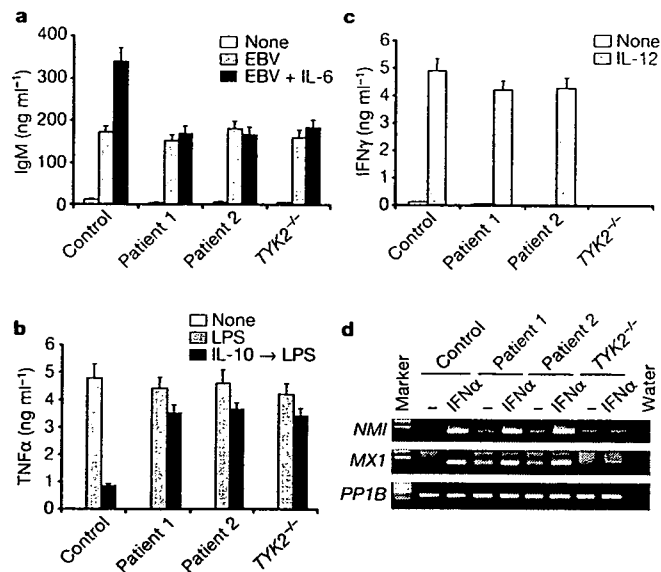 a
400
300
200
100
0
IgM (ng ml⁻¹)
None
EBV
EBV + IL-6
Control
Patient 1
Patient 2
TYK2⁻/⁻
c
6
5
4
3
2
1
0
IFNγ (ng ml⁻¹)
None
IL-12
Control
Patient 1
Patient 2
TYK2⁻/⁻
b
6
5
4
3
2
1
0
TNFα (ng ml⁻¹)
None
LPS
IL-10 → LPS
Control
Patient 1
Patient 2
TYK2⁻/⁻
d
Control
Patient 1
Patient 2
TYK2⁻/⁻
Marker
–
IFNα
–
IFNα
–
IFNα
–
IFNα
Water
NMI
MX1
PP1B